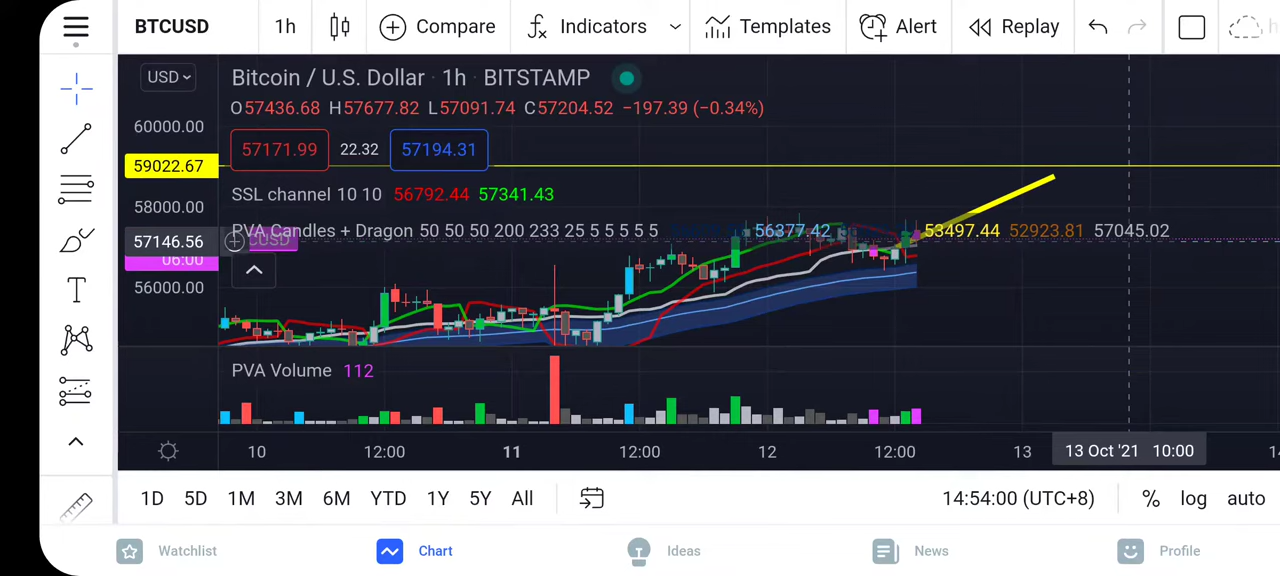 BTCUSD 1h Compare Indicators Templates Alert Replay
USD
Bitcoin / U.S. Dollar · 1h · BITSTAMP
O57436.68 H57677.82 L57091.74 C57204.52 −197.39 (−0.34%)
60000.00
57171.99 22.32 57194.31
59022.67
SSL channel 10 10 56792.44 57341.43
58000.00
PVA Candles + Dragon 50 50 50 200 233 25 5 5 5 5 5 56377.42 53497.44 52923.81 57045.02
57146.56
06:00
56000.00
PVA Volume 112
10 12:00 11 12:00 12 12:00 13 13 Oct '21 10:00
1D 5D 1M 3M 6M YTD 1Y 5Y All 14:54:00 (UTC+8) % log auto
Watchlist Chart Ideas News Profile